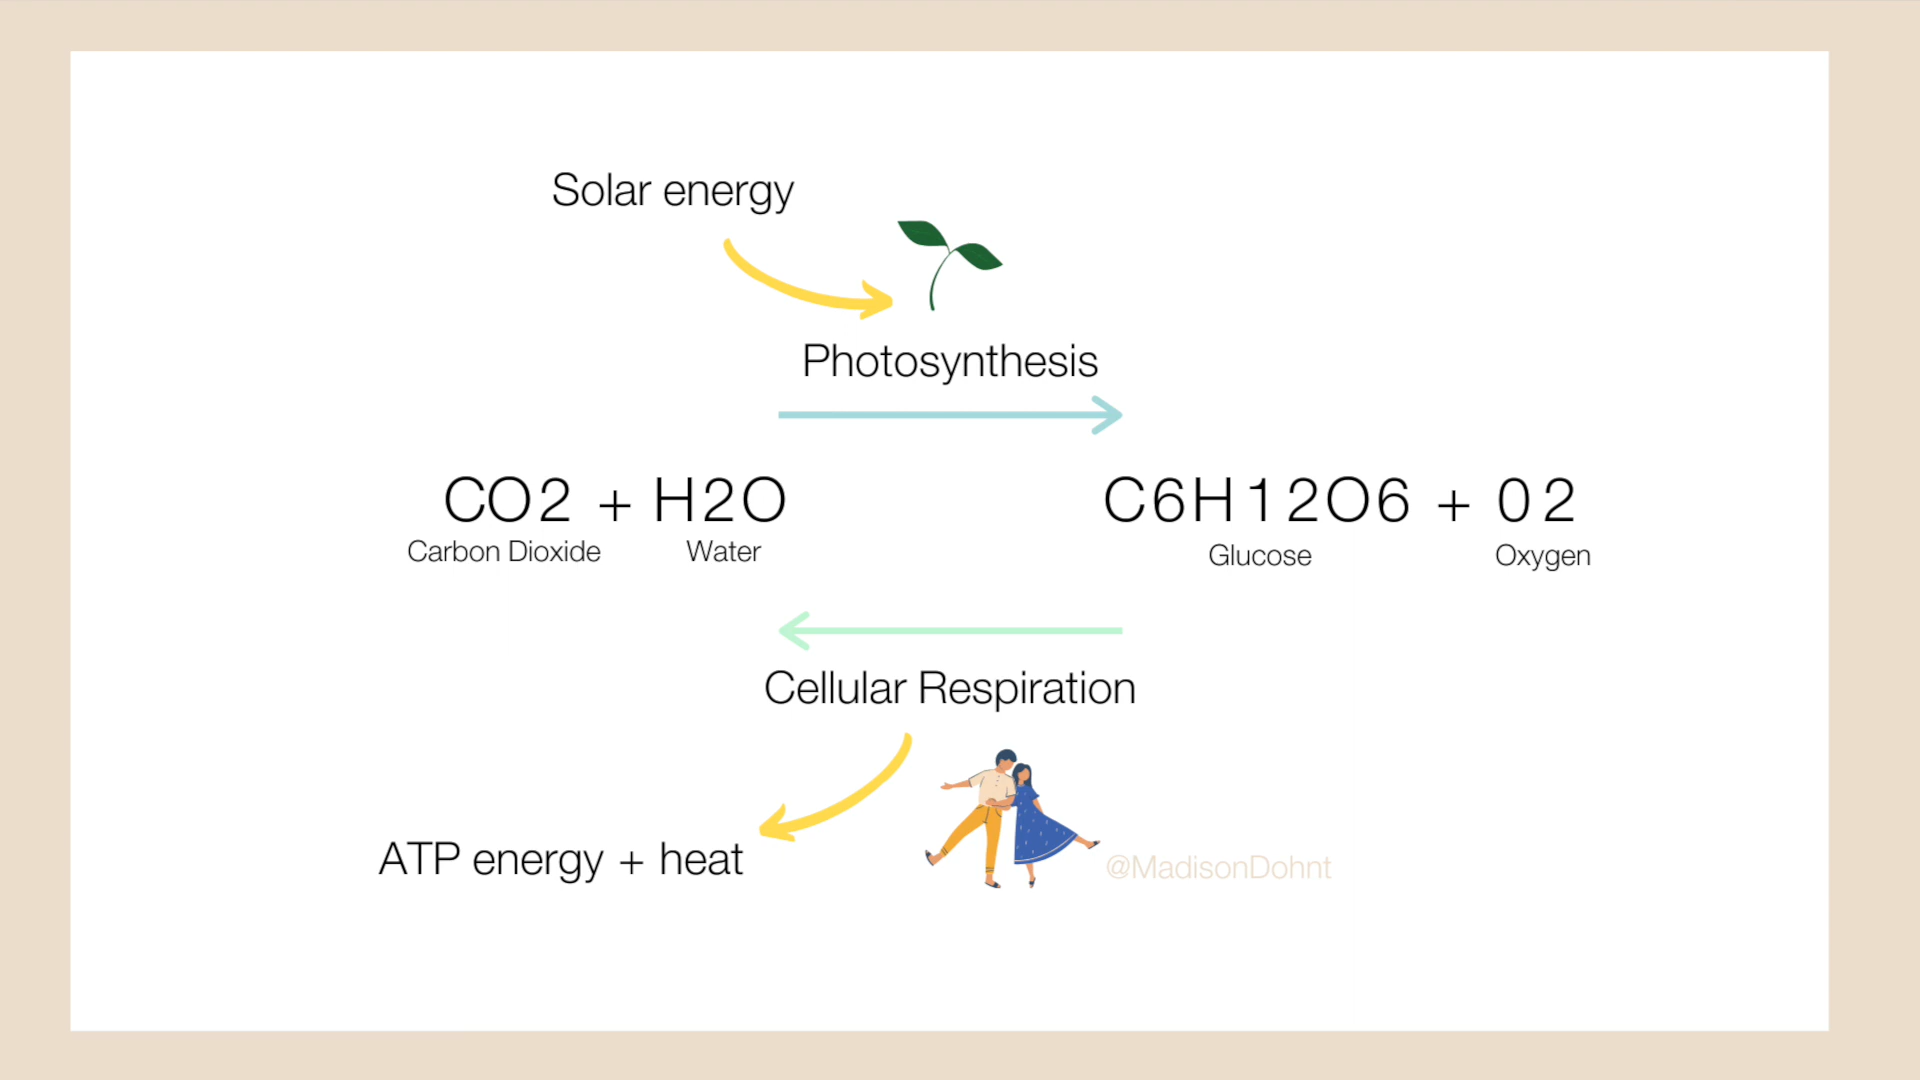 Solar energy
Photosynthesis
CO2 + H2O
Carbon Dioxide
Water
C6H12O6 + 02
Glucose
Oxygen
Cellular Respiration
ATP energy + heat
@MadisonDohnt